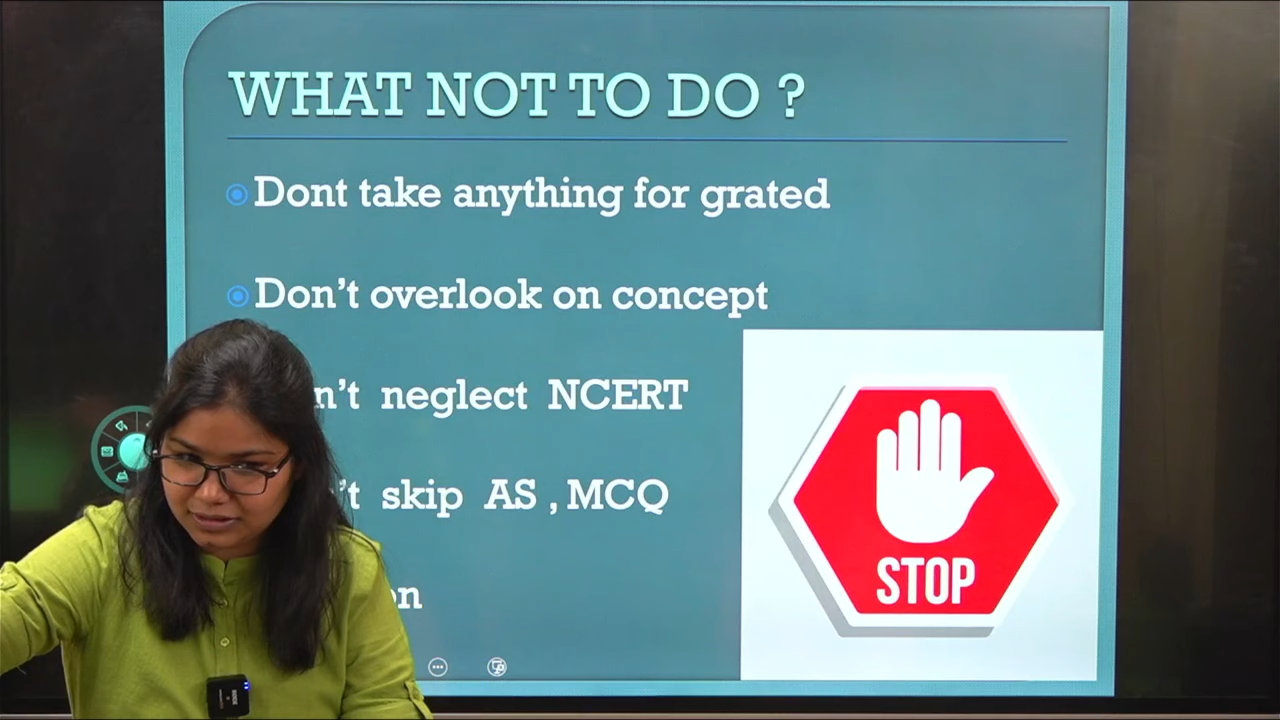 WHAT NOT TO DO ?
Dont take anything for grated
Don't overlook on concept
neglect NCERT
skip AS , MCQ
STOP